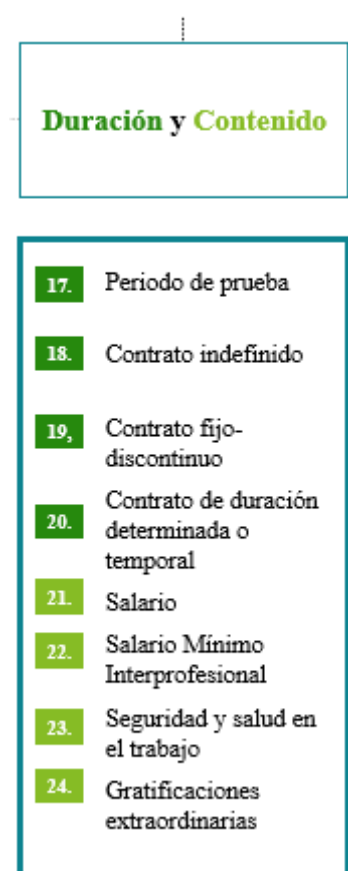 Duración y Contenido
17. Periodo de prueba
18. Contrato indefinido
19, Contrato fijo-
discontinuo
20. Contrato de duración
determinada o
temporal
21. Salario
22. Salario Mínimo
Interprofesional
23. Seguridad y salud en
el trabajo
24. Gratificaciones
extraordinarias